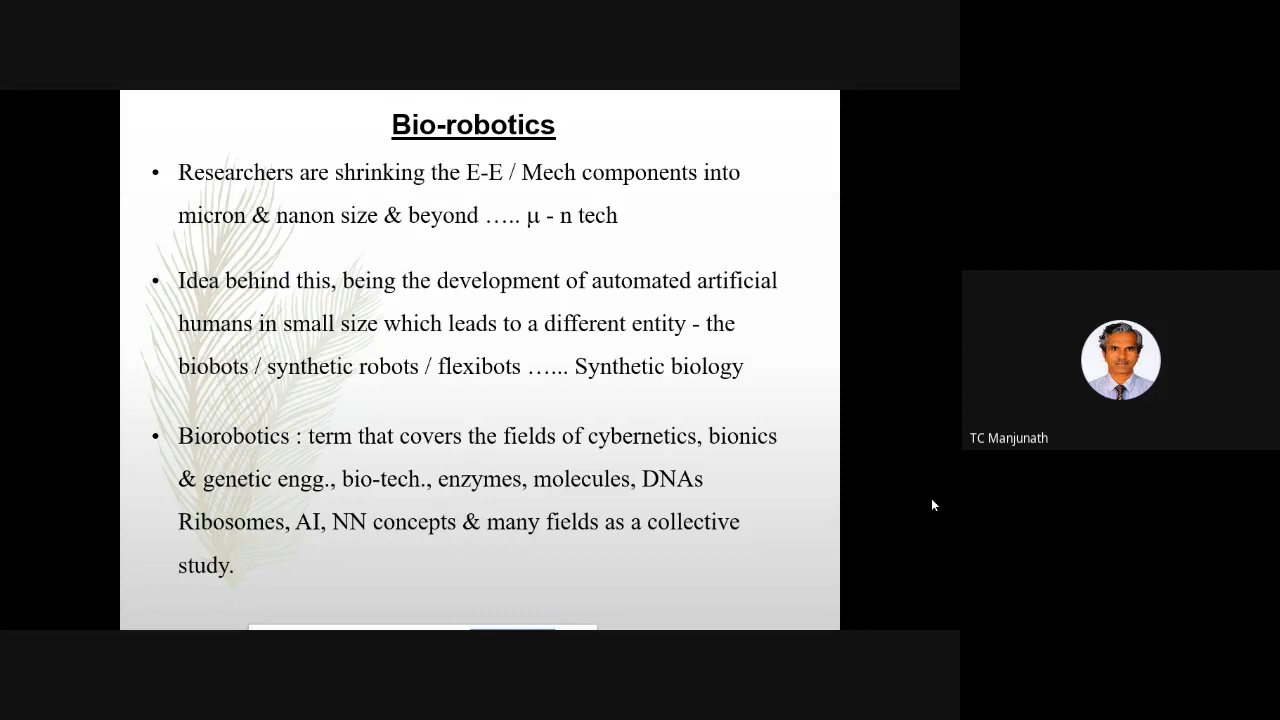 Bio-robotics
• Researchers are shrinking the E-E / Mech components into
micron & nanon size & beyond ….. μ - n tech
• Idea behind this, being the development of automated artificial
humans in small size which leads to a different entity - the
biobots / synthetic robots / flexibots …... Synthetic biology
• Biorobotics : term that covers the fields of cybernetics, bionics
& genetic engg., bio-tech., enzymes, molecules, DNAs
Ribosomes, AI, NN concepts & many fields as a collective
study.
TC Manjunath